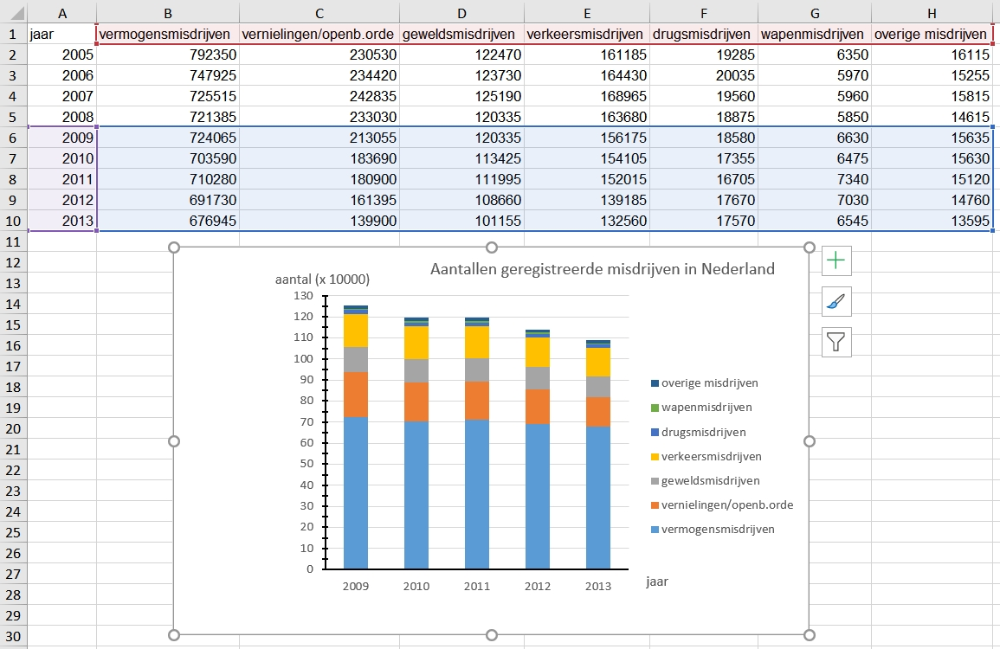 A B C D E F G H
1 jaar vermogensmisdrijven vernielingen/openb.orde geweldsmisdrijven verkeersmisdrijven drugsmisdrijven wapenmisdrijven overige misdrijven
2 2005 792350 230530 122470 161185 19285 6350 16115
3 2006 747925 234420 123730 164430 20035 5970 15255
4 2007 725515 242835 125190 168965 19560 5960 15815
5 2008 721385 233030 120335 163680 18875 5850 14615
6 2009 724065 213055 120335 156175 18580 6630 15635
7 2010 703590 183690 113425 154105 17355 6475 15630
8 2011 710280 180900 111995 152015 16705 7340 15120
9 2012 691730 161395 108660 139185 17670 7030 14760
10 2013 676945 139900 101155 132560 17570 6545 13595
11
12
13
14
15
16
17
18
19
20
21
22
23
24
25
26
27
28
29
30
Aantallen geregistreerde misdrijven in Nederland
aantal (x 10000)
130
120
110
100
90
80
70
60
50
40
30
20
10
0
2009 2010 2011 2012 2013
jaar
overige misdrijven
wapenmisdrijven
drugsmisdrijven
verkeersmisdrijven
geweldsmisdrijven
vernielingen/openb.orde
vermogensmisdrijven